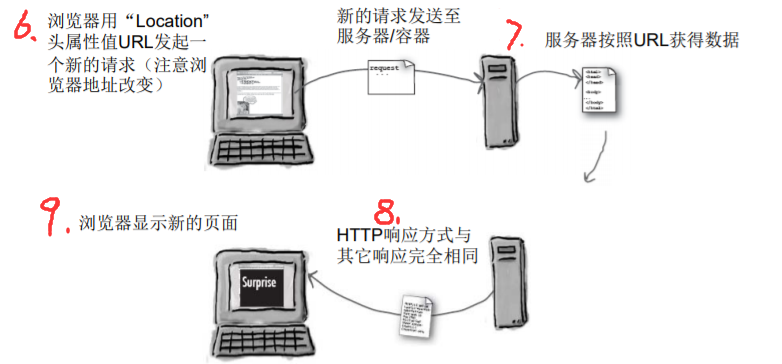 6.
浏览器用“Location”
头属性值URL发起一
个新的请求（注意浏
览器地址改变）
新的请求发送至
服务器/容器
request
7.
服务器按照URL获得数据
<html>
<head>
</head>
<body>
...
</body>
</html>
9.
浏览器显示新的页面
Surprise
8.
HTTP响应方式与
其它响应完全相同